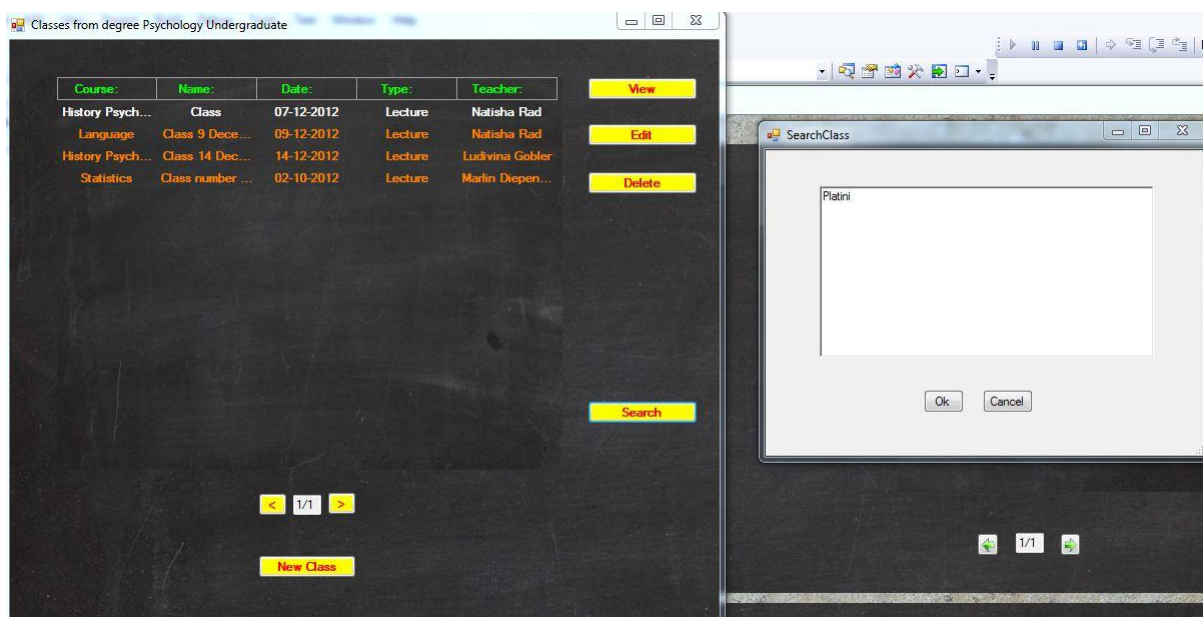 Classes from degree Psychology Undergraduate
Window Help
Course: Name: Date: Type: Teacher:
History Psych... Class 07-12-2012 Lecture Natisha Rad
Language Class 9 Dece... 09-12-2012 Lecture Natisha Rad
History Psych... Class 14 Dec... 14-12-2012 Lecture Ludivina Gobler
Statistics Class number ... 02-10-2012 Lecture Marlin Diepen...
View
Edit
Delete
Search
< 1/1 >
New Class
SearchClass
Platini
Ok Cancel
1/1